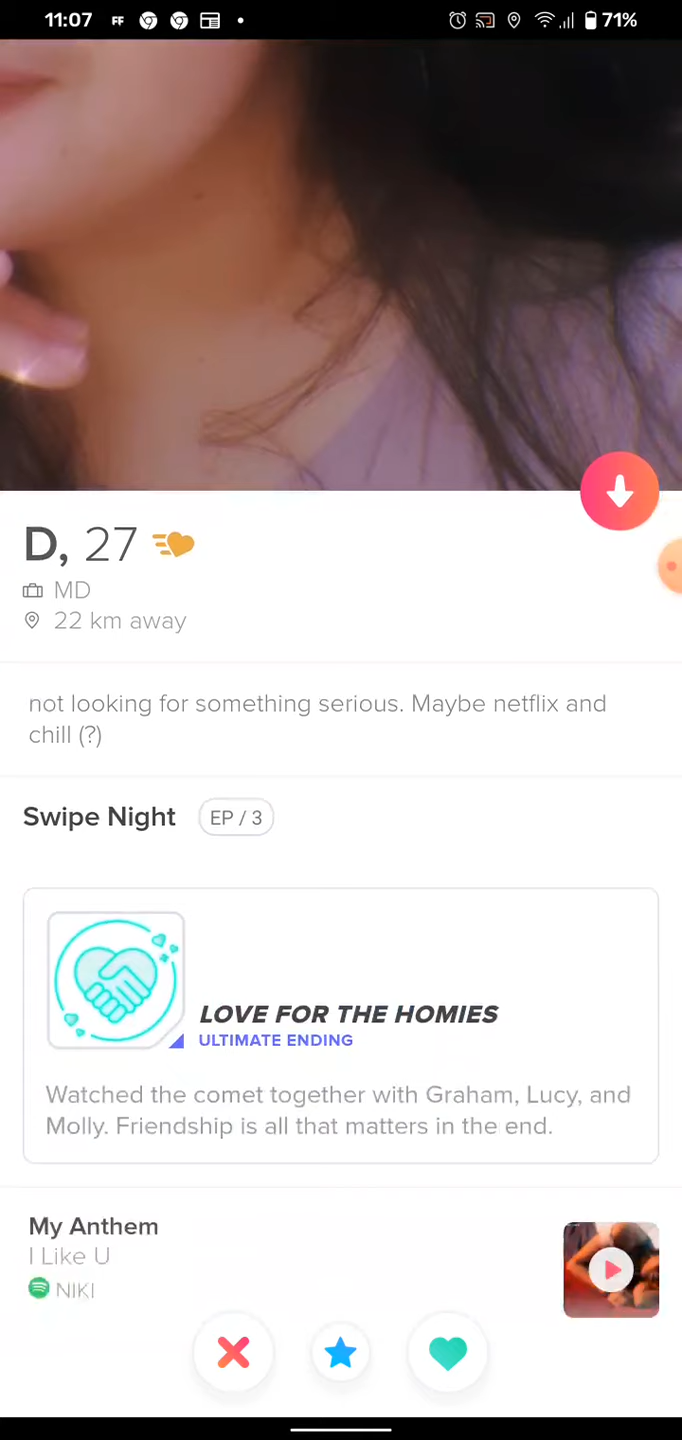 11:07 FF 71%
D, 27
MD
22 km away
not looking for something serious. Maybe netflix and
chill (?)
Swipe Night EP / 3
LOVE FOR THE HOMIES
ULTIMATE ENDING
Watched the comet together with Graham, Lucy, and
Molly. Friendship is all that matters in the end.
My Anthem
I Like U
NIKI